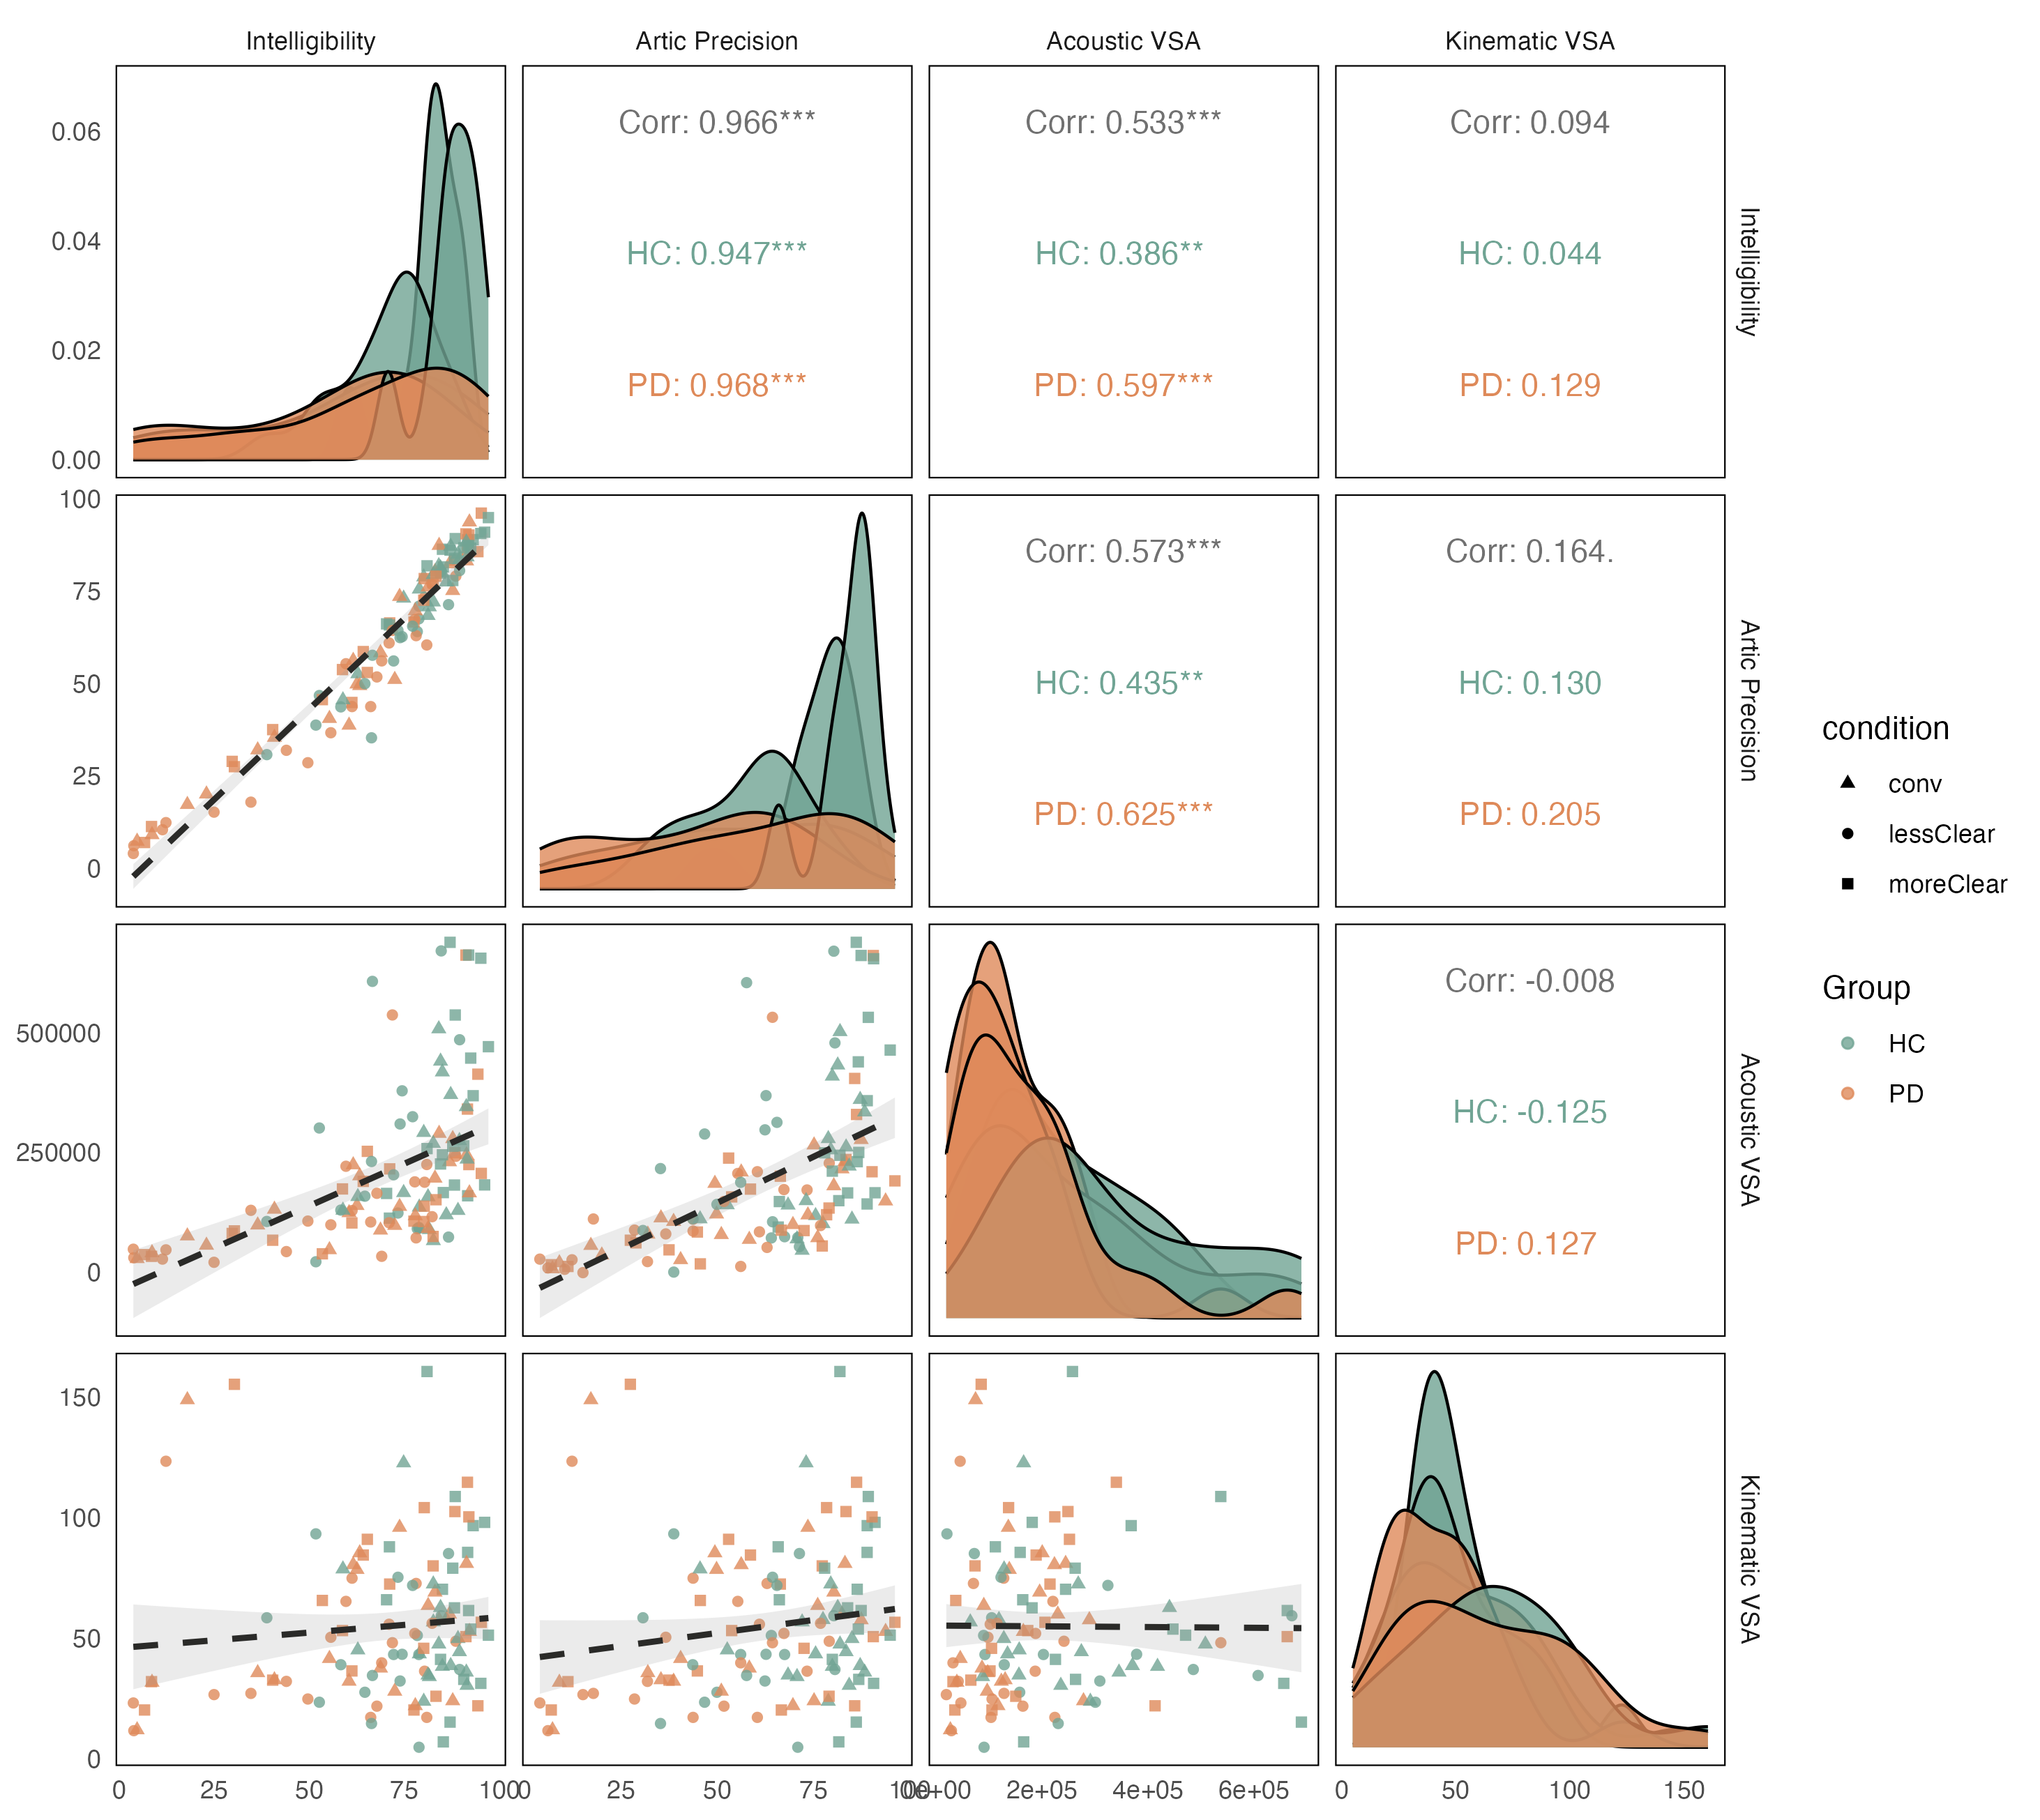 Intelligibility Artic Precision Acoustic VSA Kinematic VSA
0.06
0.04
0.02
0.00
Corr: 0.966***
HC: 0.947***
PD: 0.968***
Corr: 0.533***
HC: 0.386**
PD: 0.597***
Corr: 0.094
HC: 0.044
PD: 0.129
Intelligibility
100
75
50
25
0
Corr: 0.573***
HC: 0.435**
PD: 0.625***
Corr: 0.164.
HC: 0.130
PD: 0.205
Artic Precision
500000
250000
0
Corr: -0.008
HC: -0.125
PD: 0.127
Acoustic VSA
150
100
50
0
Kinematic VSA
0 25 50 75 100
0 25 50 75 100
0e+00 2e+05 4e+05 6e+05
0 50 100 150
condition
conv
lessClear
moreClear
Group
HC
PD